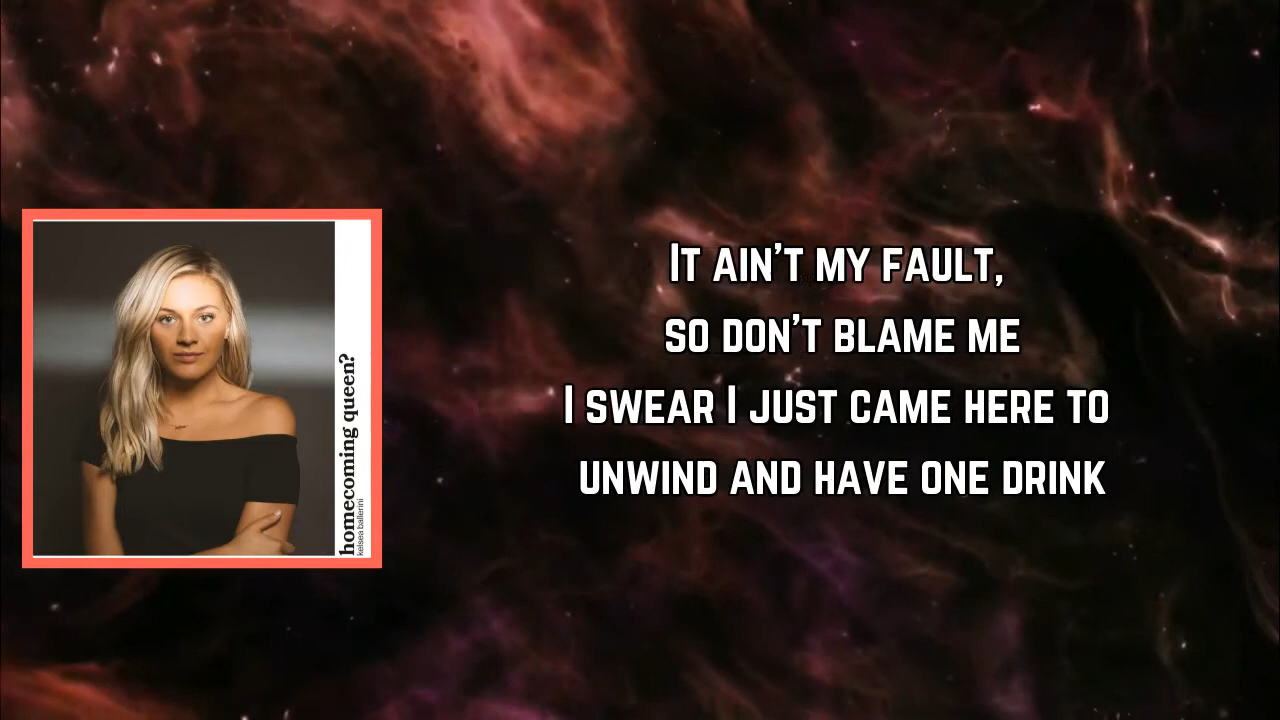 homecoming queen?
kelsea ballerini
It ain't my fault,
so don't blame me
I swear I just came here to
unwind and have one drink